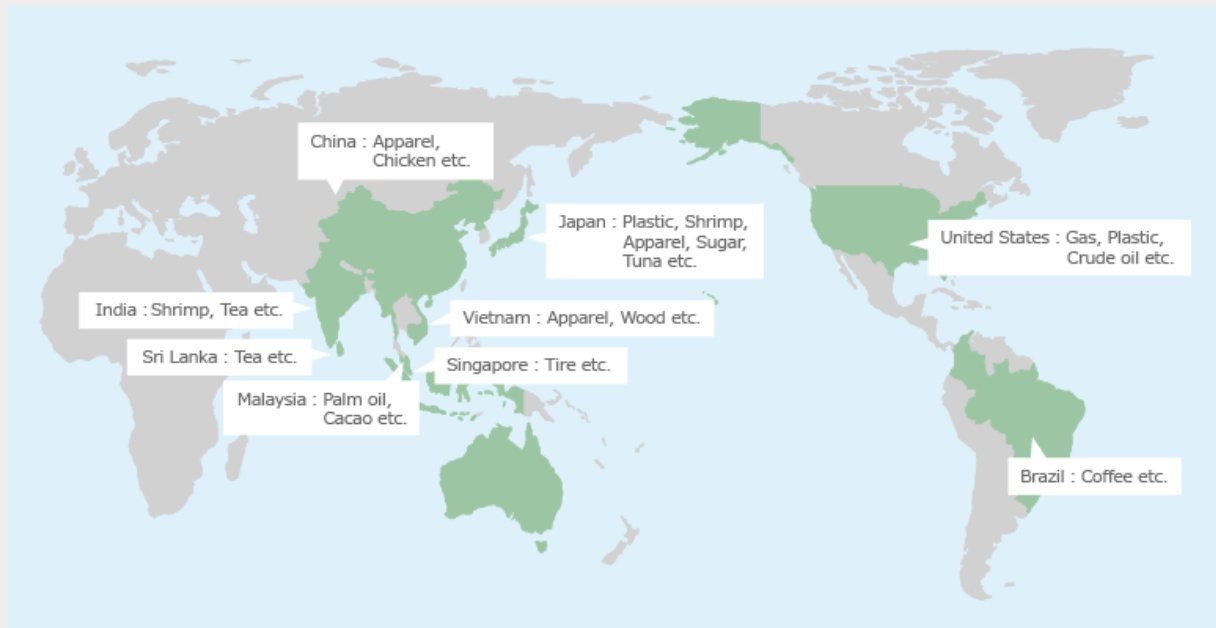 China : Apparel,
Chicken etc.
Japan : Plastic, Shrimp,
Apparel, Sugar,
Tuna etc.
United States : Gas, Plastic,
Crude oil etc.
India : Shrimp, Tea etc.
Vietnam : Apparel, Wood etc.
Sri Lanka : Tea etc.
Singapore : Tire etc.
Malaysia : Palm oil,
Cacao etc.
Brazil : Coffee etc.